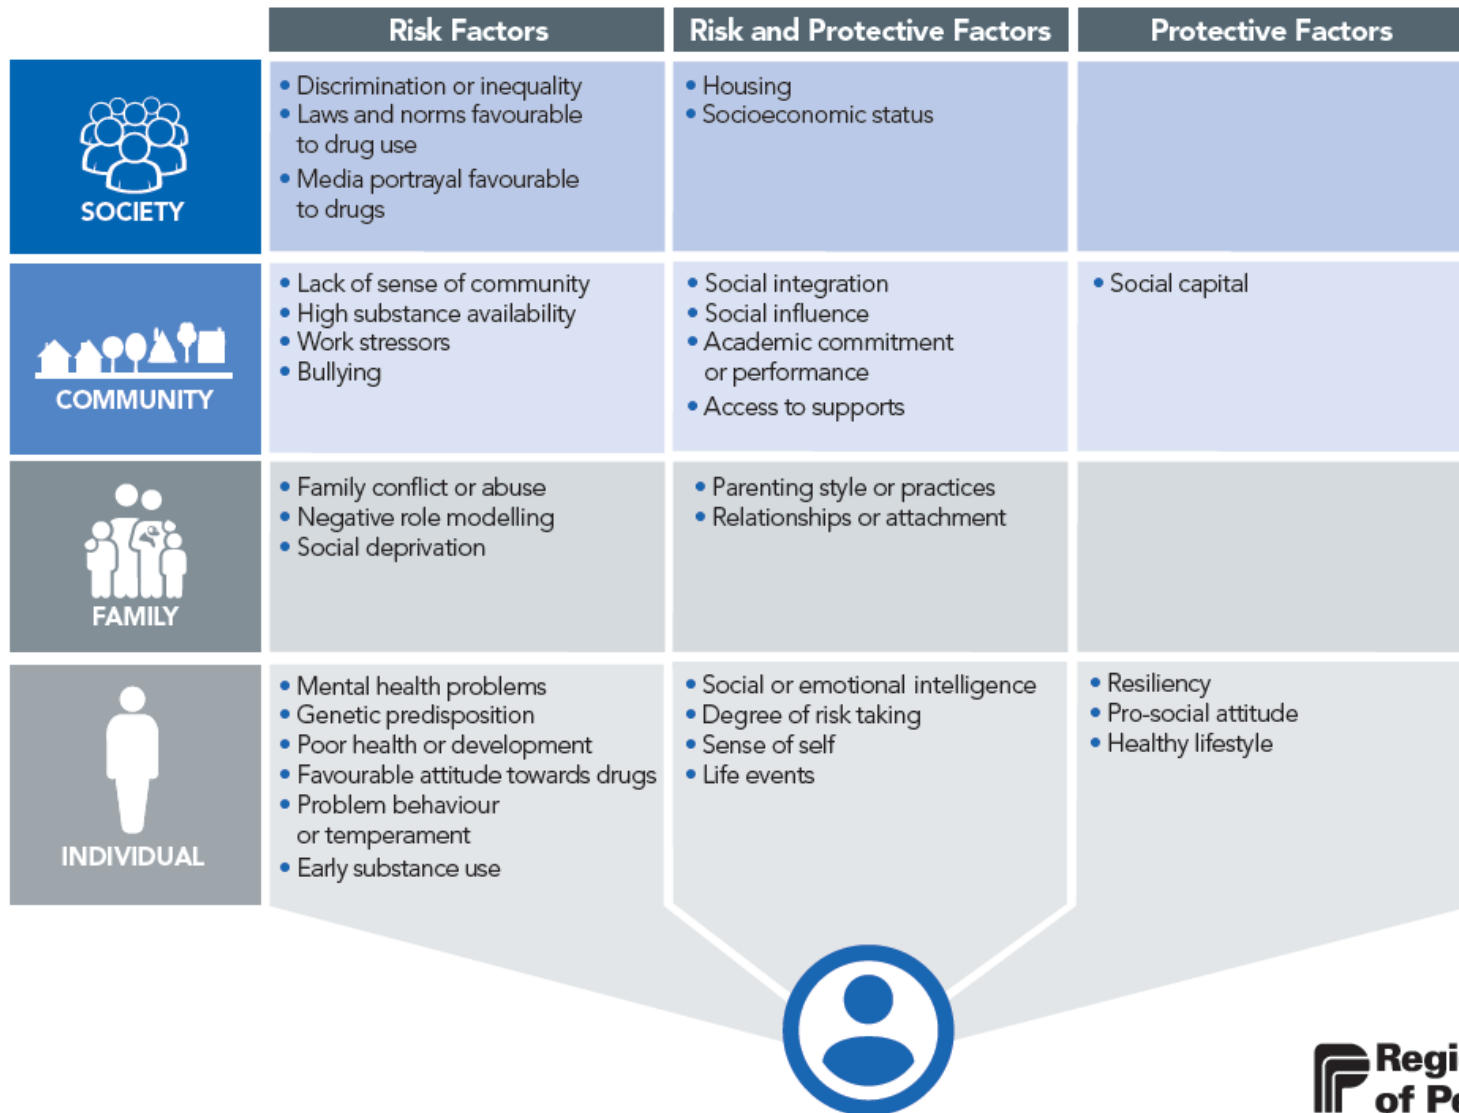 Risk Factors
Risk and Protective Factors
Protective Factors
SOCIETY
• Discrimination or inequality
• Laws and norms favourable
to drug use
• Media portrayal favourable
to drugs
• Housing
• Socioeconomic status
COMMUNITY
• Lack of sense of community
• High substance availability
• Work stressors
• Bullying
• Social integration
• Social influence
• Academic commitment
or performance
• Access to supports
• Social capital
FAMILY
• Family conflict or abuse
• Negative role modelling
• Social deprivation
• Parenting style or practices
• Relationships or attachment
INDIVIDUAL
• Mental health problems
• Genetic predisposition
• Poor health or development
• Favourable attitude towards drugs
• Problem behaviour
or temperament
• Early substance use
• Social or emotional intelligence
• Degree of risk taking
• Sense of self
• Life events
• Resiliency
• Pro-social attitude
• Healthy lifestyle
of